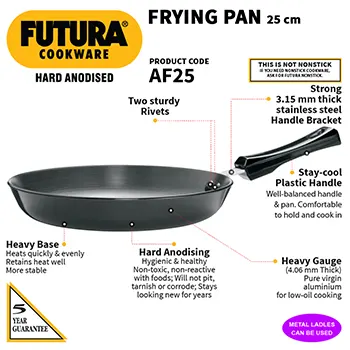 FUTURA®
COOKWARE
HARD ANODISED
FRYING PAN 25 cm
PRODUCT CODE
AF25
THIS IS NOT NONSTICK
IF YOU NEED NONSTICK COOKWARE,
ASK FOR FUTURA NONSTICK.
Two sturdy
Rivets
Strong
3.15 mm thick
stainless steel
Handle Bracket
Stay-cool
Plastic Handle
Well-balanced handle
& pan. Comfortable
to hold and cook in
Heavy Base
Heats quickly & evenly
Retains heat well
More stable
Hard Anodising
Hygienic & healthy
Non-toxic, non-reactive
with foods; Will not pit,
tarnish or corrode; Stays
looking new for years
Heavy Gauge
(4.06 mm Thick)
Pure virgin
aluminium
for low-oil cooking
5
YEAR
GUARANTEE
METAL LADLES
CAN BE USED